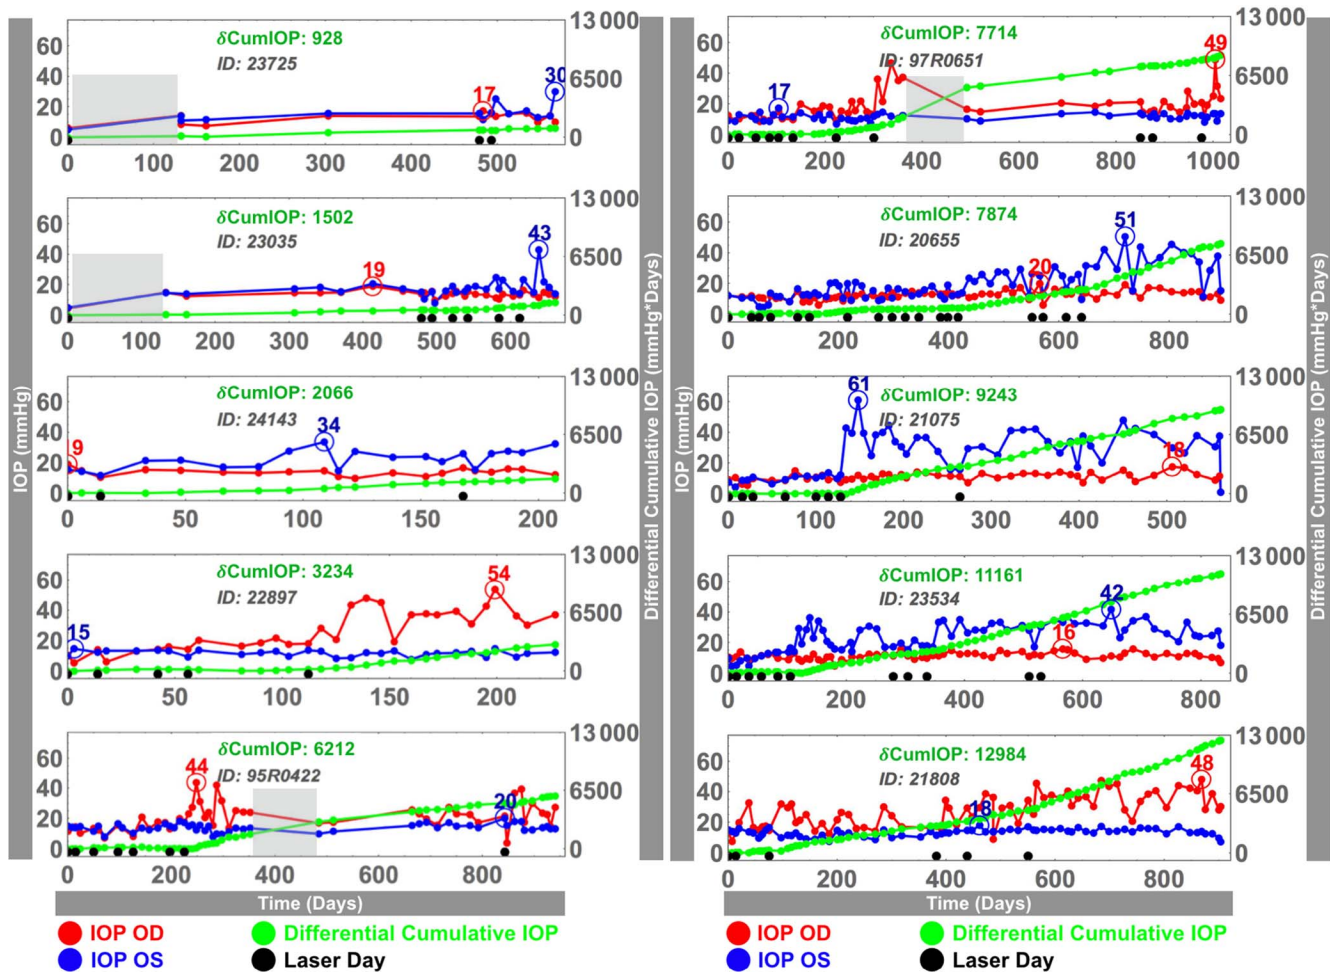 δCumIOP: 928
ID: 23725
17
30
60
40
20
0
13 000
6500
0
0 100 200 300 400 500
δCumIOP: 1502
ID: 23035
19
43
60
40
20
0
13 000
6500
0
0 100 200 300 400 500 600
δCumIOP: 2066
ID: 24143
19
34
60
40
20
0
13 000
6500
0
0 50 100 150 200
δCumIOP: 3234
ID: 22897
15
54
60
40
20
0
13 000
6500
0
0 50 100 150 200
δCumIOP: 6212
ID: 95R0422
44
20
60
40
20
0
13 000
6500
0
0 200 400 600 800
IOP (mmHg)
Differential Cumulative IOP (mmHg*Days)
Time (Days)
IOP OD
Differential Cumulative IOP
IOP OS
Laser Day
δCumIOP: 7714
ID: 97R0651
17
49
60
40
20
0
13 000
6500
0
0 200 400 600 800 1000
δCumIOP: 7874
ID: 20655
20
51
60
40
20
0
13 000
6500
0
0 200 400 600 800
δCumIOP: 9243
ID: 21075
61
18
60
40
20
0
13 000
6500
0
0 100 200 300 400 500
δCumIOP: 11161
ID: 23534
16
42
60
40
20
0
13 000
6500
0
0 200 400 600 800
δCumIOP: 12984
ID: 21808
18
48
60
40
20
0
13 000
6500
0
0 200 400 600 800
IOP (mmHg)
Differential Cumulative IOP (mmHg*Days)
Time (Days)
IOP OD
Differential Cumulative IOP
IOP OS
Laser Day